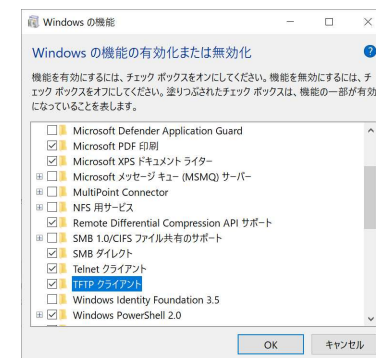 Windows の機能
Windows の機能の有効化または無効化
機能を有効にするには、チェック ボックスをオンにしてください。機能を無効にするには、チ
ェック ボックスをオフにしてください。塗りつぶされたチェック ボックスは、機能の一部が有効
になっていることを表します。
Microsoft Defender Application Guard
Microsoft PDF 印刷
Microsoft XPS ドキュメント ライター
Microsoft メッセージ キュー (MSMQ) サーバー
MultiPoint Connector
NFS 用サービス
Remote Differential Compression API サポート
SMB 1.0/CIFS ファイル共有のサポート
SMB ダイレクト
Telnet クライアント
TFTP クライアント
Windows Identity Foundation 3.5
Windows PowerShell 2.0
OK
キャンセル